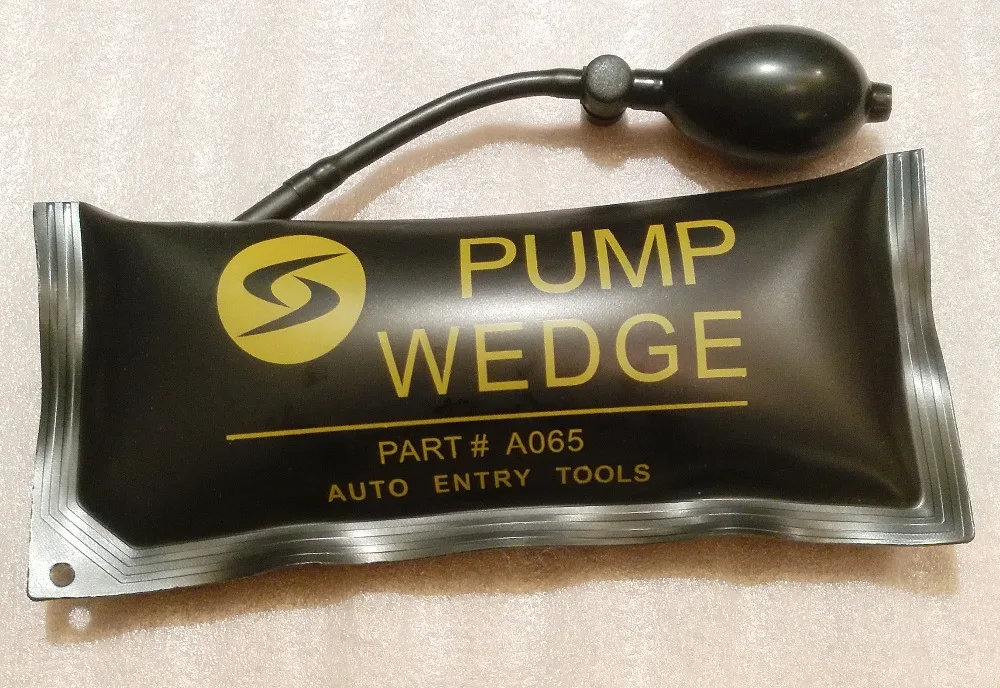 PUMP
WEDGE
PART # A065
AUTO ENTRY TOOLS